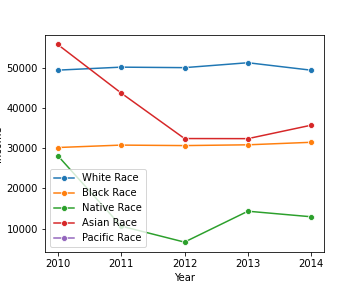 50000
40000
30000
20000
10000
White Race
Black Race
Native Race
Asian Race
Pacific Race
2010 2011 2012 2013 2014
Year